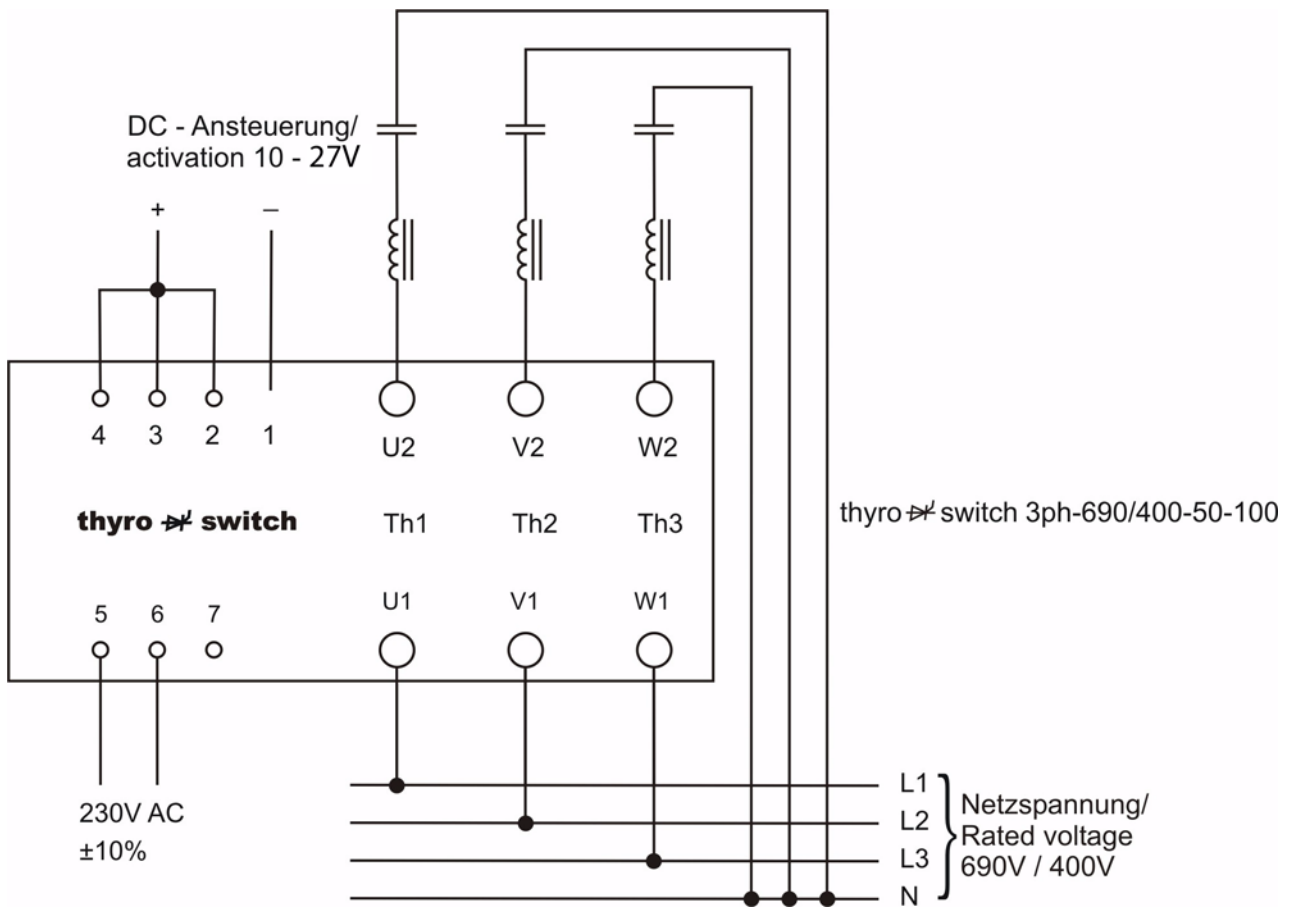 DC - Ansteuerung/
activation 10 - 27V
+ –
4 3 2 1 U2 V2 W2
thyro switch Th1 Th2 Th3
thyro switch 3ph-690/400-50-100
5 6 7 U1 V1 W1
230V AC
±10%
L1
L2
L3
N
Netzspannung/
Rated voltage
690V / 400V